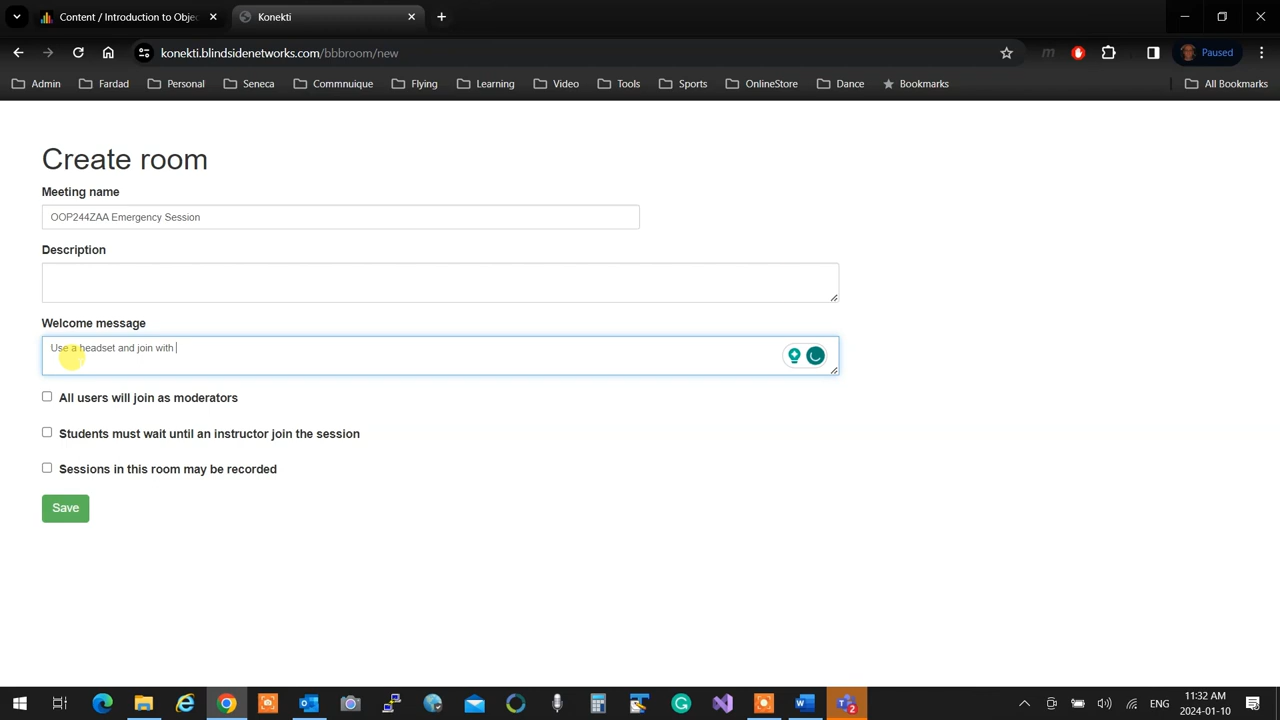 Content / Introduction to Objec
Konekti
konekti.blindsidenetworks.com/bbbroom/new
Paused
Admin
Fardad
Personal
Seneca
Commnuique
Flying
Learning
Video
Tools
Sports
OnlineStore
Dance
Bookmarks
All Bookmarks
Create room
Meeting name
OOP244ZAA Emergency Session
Description
Welcome message
Use a headset and join with
All users will join as moderators
Students must wait until an instructor join the session
Sessions in this room may be recorded
Save
ENG
11:32 AM
2024-01-10